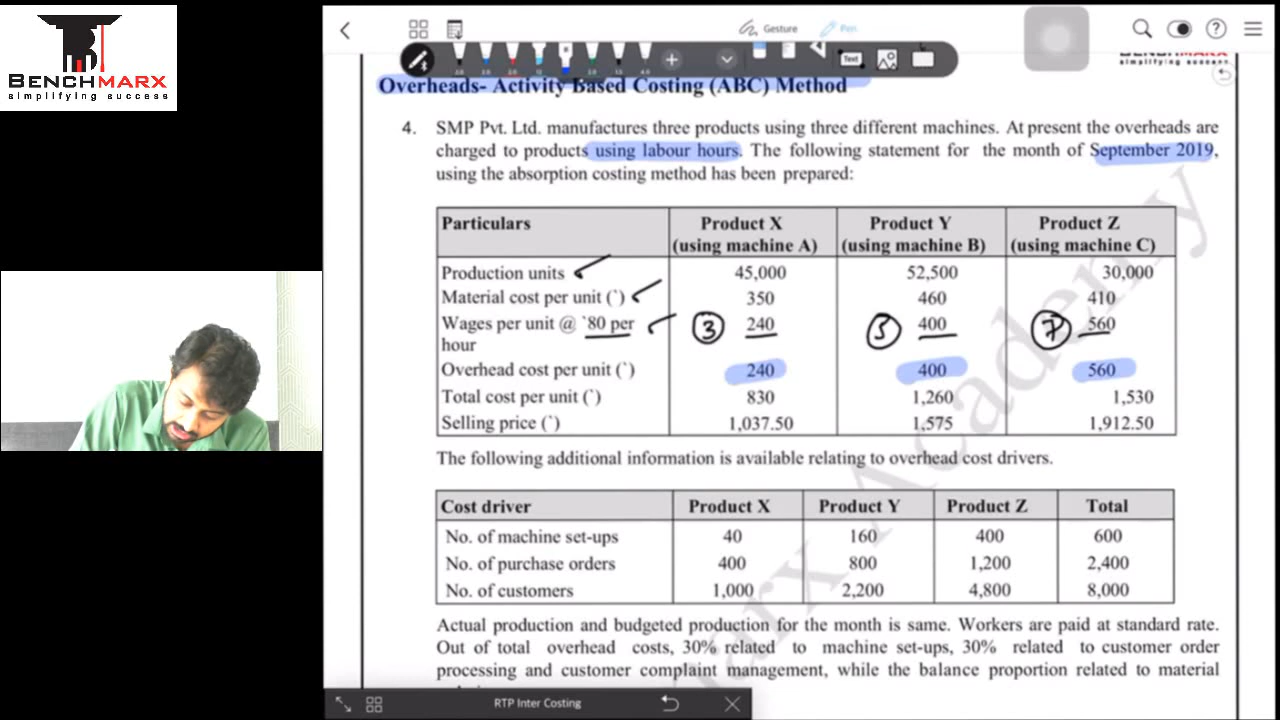 BENCHMARX
simplifying success
Gesture
Pen
Text
simplifying success
Overheads- Activity Based Costing (ABC) Method
4. SMP Pvt. Ltd. manufactures three products using three different machines. At present the overheads are
charged to products using labour hours. The following statement for the month of September 2019,
using the absorption costing method has been prepared:
Particulars Product X Product Y Product Z
(using machine A) (using machine B) (using machine C)
Production units 45,000 52,500 30,000
Material cost per unit (`) 350 460 410
Wages per unit @ `80 per 3 240 5 400 7 560
hour
Overhead cost per unit (`) 240 400 560
Total cost per unit (`) 830 1,260 1,530
Selling price (`) 1,037.50 1,575 1,912.50
The following additional information is available relating to overhead cost drivers.
Cost driver Product X Product Y Product Z Total
No. of machine set-ups 40 160 400 600
No. of purchase orders 400 800 1,200 2,400
No. of customers 1,000 2,200 4,800 8,000
Actual production and budgeted production for the month is same. Workers are paid at standard rate.
Out of total overhead costs, 30% related to machine set-ups, 30% related to customer order
processing and customer complaint management, while the balance proportion related to material
RTP Inter Costing